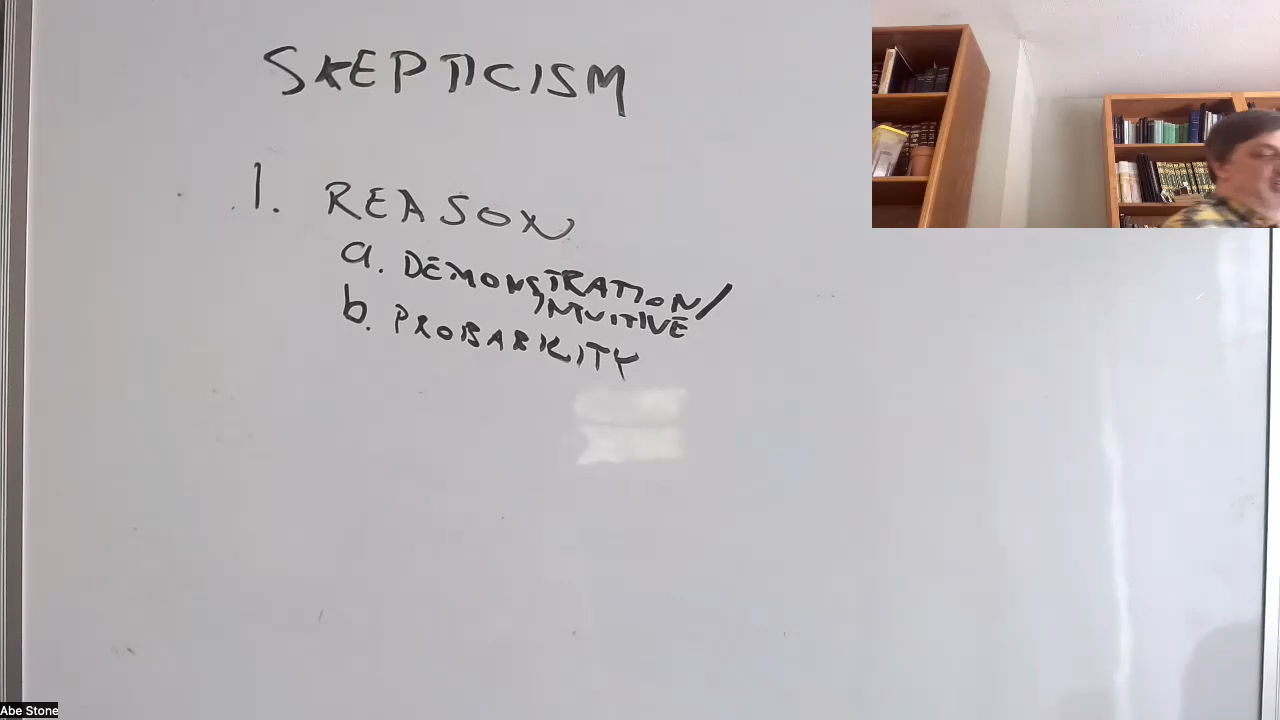 SKEPTICISM
1. REASON
a. DEMONSTRATION/
INTUITIVE
b. PROBABILITY
Abe Stone